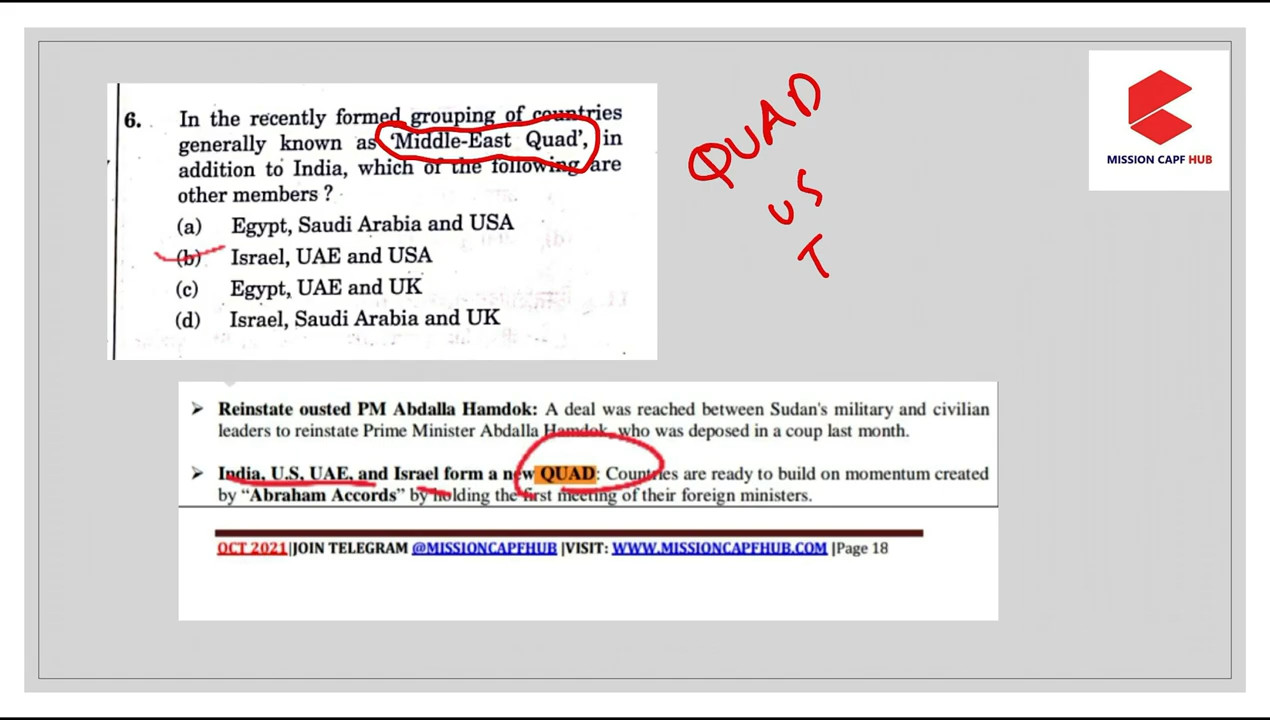 6. In the recently formed grouping of countries
generally known as 'Middle-East Quad', in
addition to India, which of the following are
other members ?
(a) Egypt, Saudi Arabia and USA
(b) Israel, UAE and USA
(c) Egypt, UAE and UK
(d) Israel, Saudi Arabia and UK
QUAD
US
I
MISSION CAPF HUB
➢ Reinstate ousted PM Abdalla Hamdok: A deal was reached between Sudan's military and civilian
leaders to reinstate Prime Minister Abdalla Hamdok, who was deposed in a coup last month.
➢ India, U.S, UAE, and Israel form a new QUAD: Countries are ready to build on momentum created
by "Abraham Accords" by holding the first meeting of their foreign ministers.
OCT 2021|JOIN TELEGRAM @MISSIONCAPFHUB |VISIT: WWW.MISSIONCAPFHUB.COM |Page 18